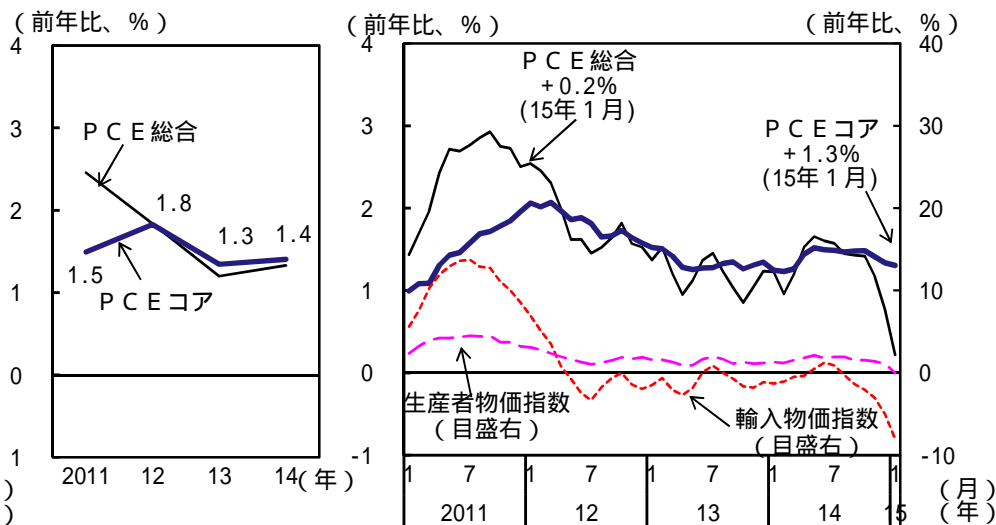 (前年比、%)
4
3
2
1
0
1
PCE総合
1.8
1.3
1.4
1.5
PCEコア
2011 12 13 14 (年)
)
)
(前年比、%)
(前年比、%)
4
3
2
1
0
-1
40
30
20
10
0
-10
PCE総合
+0.2%
(15年1月)
PCEコア
+1.3%
(15年1月)
生産者物価指数
(目盛右)
輸入物価指数
(目盛右)
1 7 1 7 1 7 1 7 1 (月)
2011 12 13 14 15 (年)